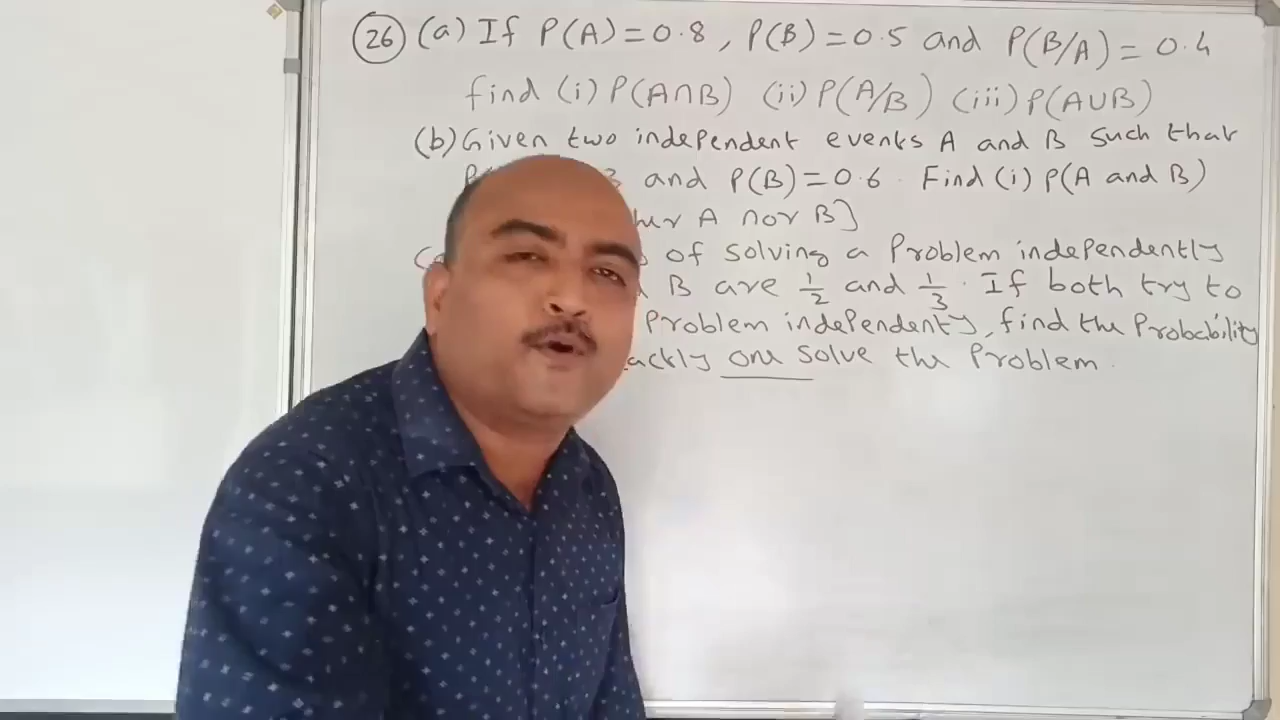 26 (a) If P(A) = 0.8, P(B) = 0.5 and P(B/A) = 0.4
find (i) P(A∩B) (ii) P(A/B) (iii) P(A∪B)
(b) Given two independent events A and B such that
and P(B) = 0.6. Find (i) P(A and B)
A nor B]
of solving a Problem independently
B are 1/2 and 1/3. If both try to
Problem independenty, find the Probability
one solve the Problem.